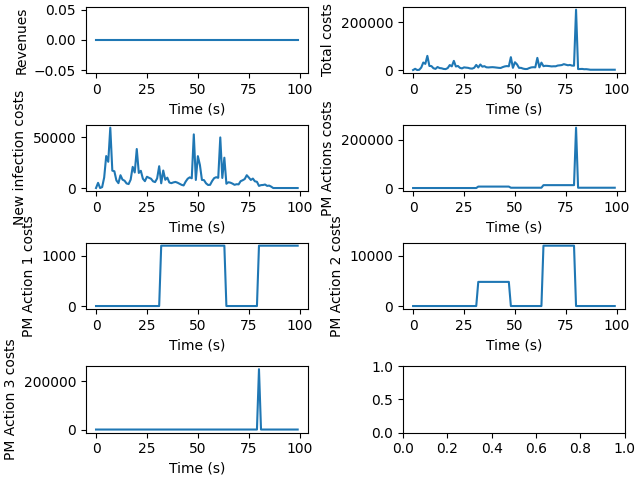 Revenues
0.05
0.00
−0.05
0 25 50 75 100
Time (s)
Total costs
200000
0
0 25 50 75 100
Time (s)
New infection costs
50000
0
0 25 50 75 100
Time (s)
PM Actions costs
200000
0
0 25 50 75 100
Time (s)
PM Action 1 costs
1000
0
0 25 50 75 100
Time (s)
PM Action 2 costs
10000
0
0 25 50 75 100
Time (s)
PM Action 3 costs
200000
0
0 25 50 75 100
Time (s)
1.0
0.5
0.0
0.0 0.2 0.4 0.6 0.8 1.0